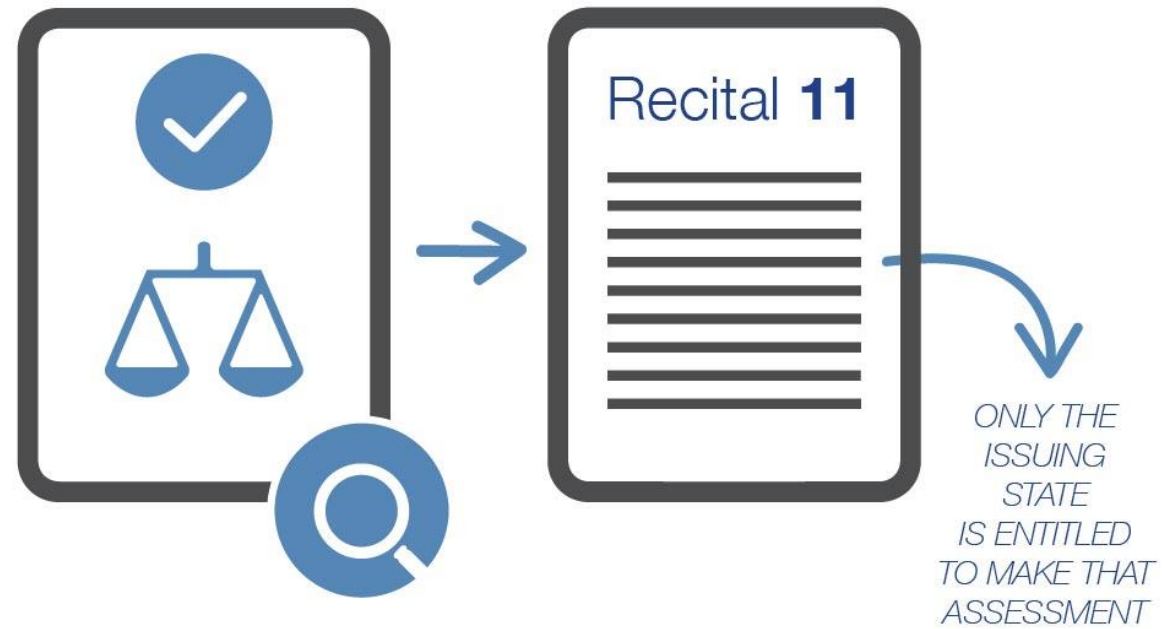 Recital 11
ONLY THE
ISSUING
STATE
IS ENTITLED
TO MAKE THAT
ASSESSMENT